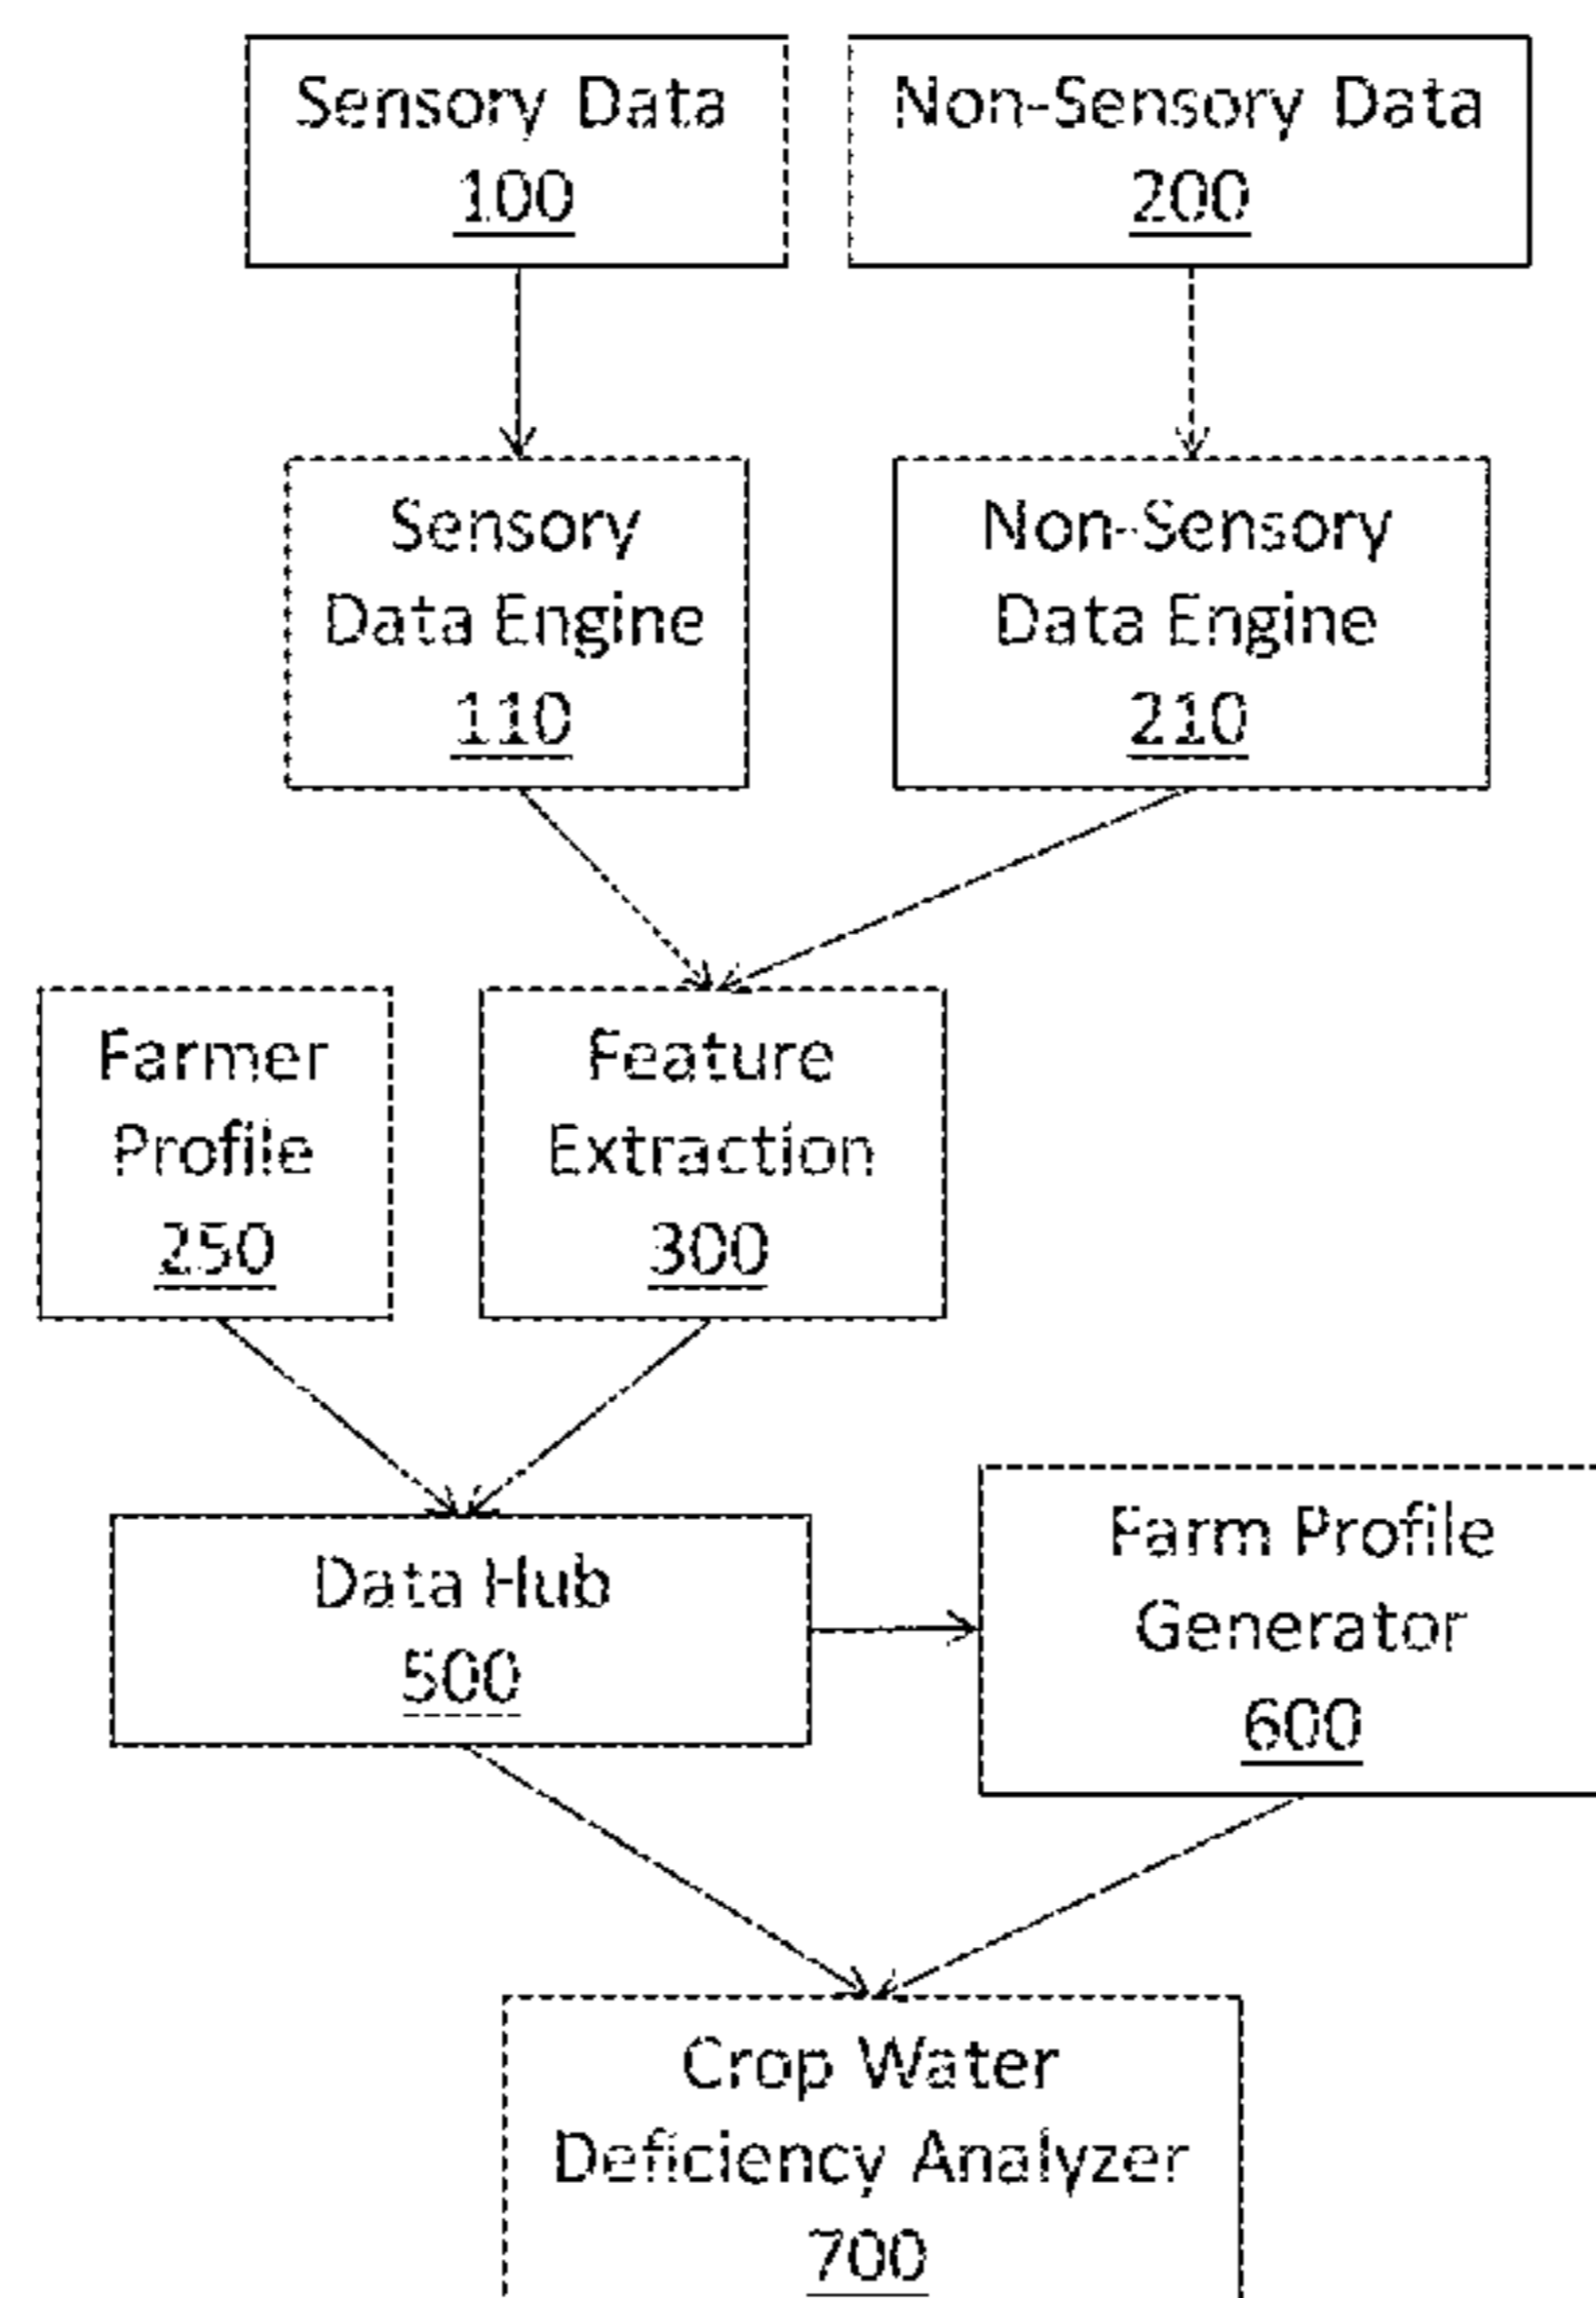 Sensory Data
100
Non-Sensory Data
200
Sensory
Data Engine
110
Non-Sensory
Data Engine
210
Farmer
Profile
250
Feature
Extraction
300
Data Hub
500
Farm Profile
Generator
600
Crop Water
Deficiency Analyzer
700